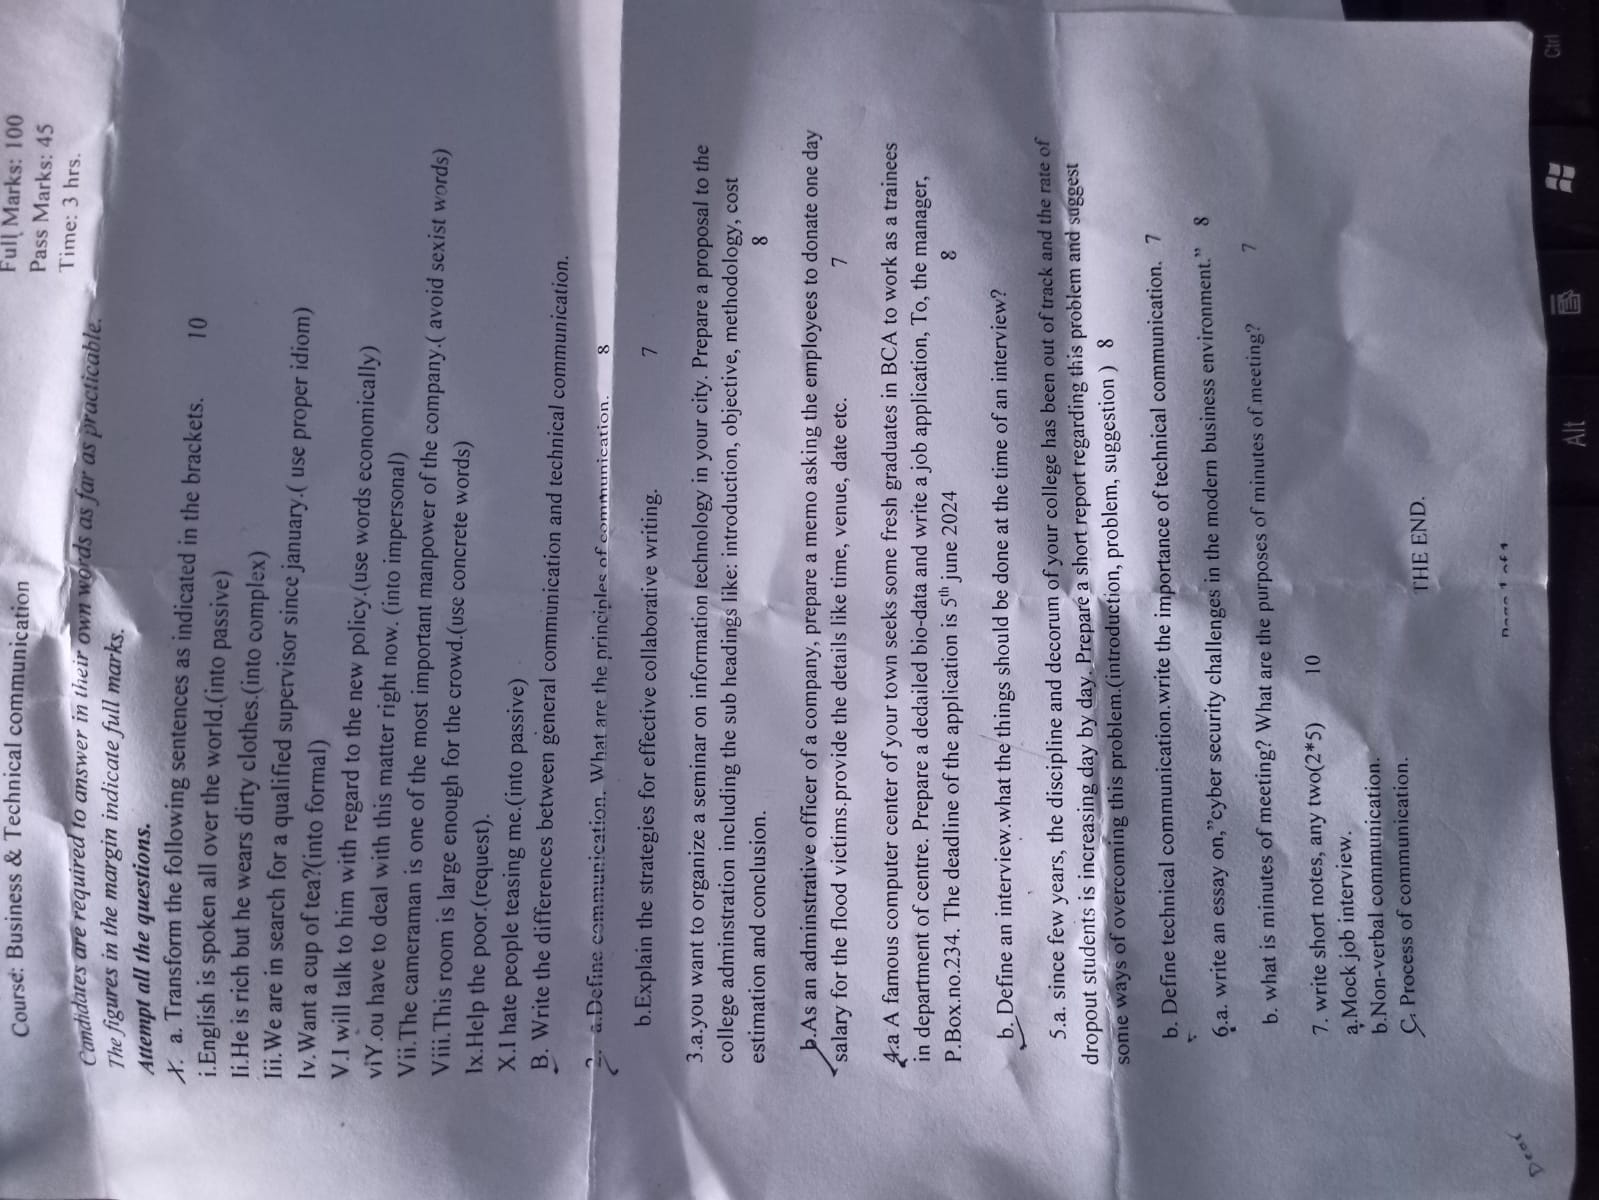 Course: Business & Technical communication
Full Marks: 100
Pass Marks: 45
Time: 3 hrs.
Candidates are required to answer in their own words as far as practicable.
The figures in the margin indicate full marks.
Attempt all the questions.
1. a. Transform the following sentences as indicated in the brackets. 10
i.English is spoken all over the world.(into passive)
Ii.He is rich but he wears dirty clothes.(into complex)
Iii.We are in search for a qualified supervisor since january.( use proper idiom)
Iv.Want a cup of tea?(into formal)
V.I will talk to him with regard to the new policy.(use words economically)
viY.ou have to deal with this matter right now. (into impersonal)
Vii.The cameraman is one of the most important manpower of the company.( avoid sexist words)
Viii.This room is large enough for the crowd.(use concrete words)
Ix.Help the poor.(request).
X.I hate people teasing me.(into passive)
B. Write the differences between general communication and technical communication.
2. a.Define communication. What are the principles of communication. 8
b.Explain the strategies for effective collaborative writing. 7
3.a.you want to organize a seminar on information technology in your city. Prepare a proposal to the
college adminstration including the sub headings like: introduction, objective, methodology, cost
estimation and conclusion. 8
b.As an adminstrative officer of a company, prepare a memo asking the employees to donate one day
salary for the flood victims.provide the details like time, venue, date etc. 7
4.a A famous computer center of your town seeks some fresh graduates in BCA to work as a trainees
in department of centre. Prepare a dedailed bio-data and write a job application, To, the manager,
P.Box.no.234. The deadline of the application is 5th june 2024 8
b. Define an interview.what the things should be done at the time of an interview?
5.a. since few years, the discipline and decorum of your college has been out of track and the rate of
dropout students is increasing day by day. Prepare a short report regarding this problem and suggest
some ways of overcoming this problem.(introduction, problem, suggestion ) 8
b. Define technical communication.write the importance of technical communication. 7
6.a. write an essay on,”cyber security challenges in the modern business environment.” 8
b. what is minutes of meeting? What are the purposes of minutes of meeting? 7
7. write short notes, any two(2*5) 10
a.Mock job interview.
b.Non-verbal communication.
C. Process of communication.
THE END.
Page 1 of 1
Dear
Alt
Ctrl